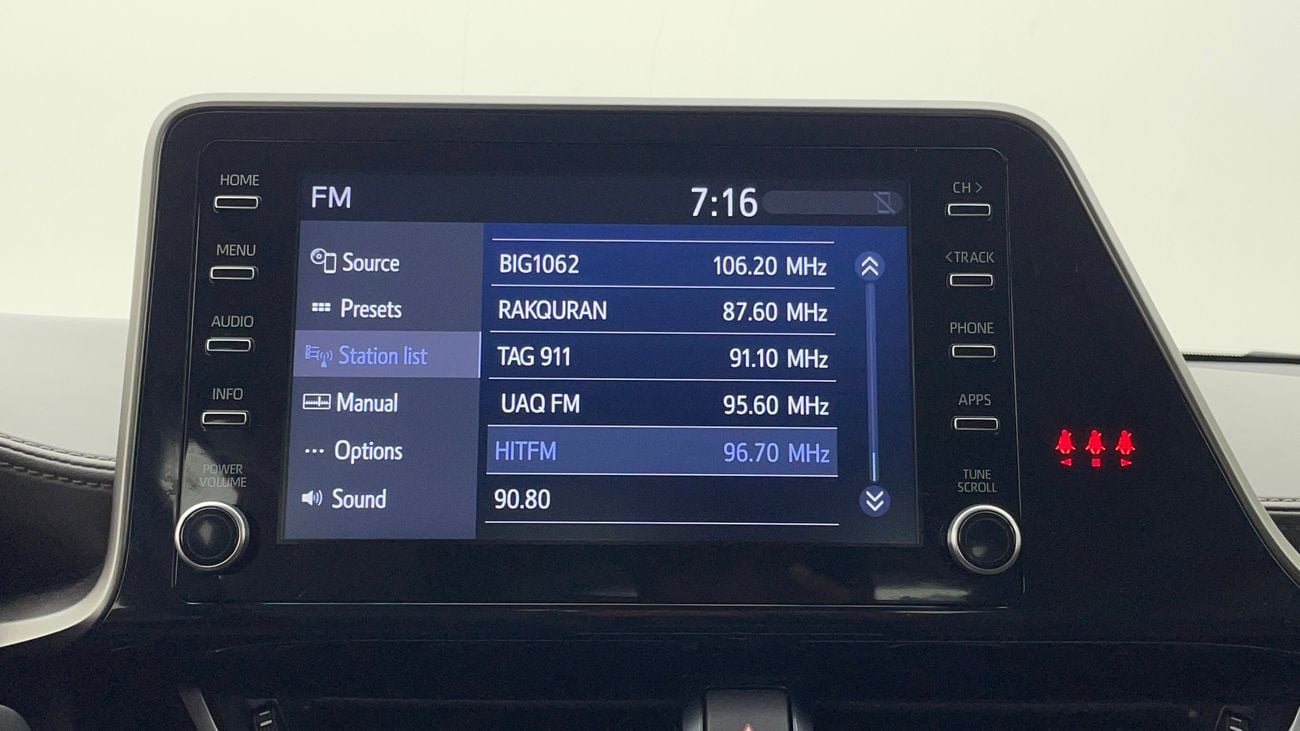 HOME
MENU
AUDIO
INFO
POWER
VOLUME
FM
7:16
Source
Presets
Station list
Manual
Options
Sound
BIG1062 106.20 MHz
RAKQURAN 87.60 MHz
TAG 911 91.10 MHz
UAQ FM 95.60 MHz
HITFM 96.70 MHz
90.80
CH >
< TRACK
PHONE
APPS
TUNE
SCROLL